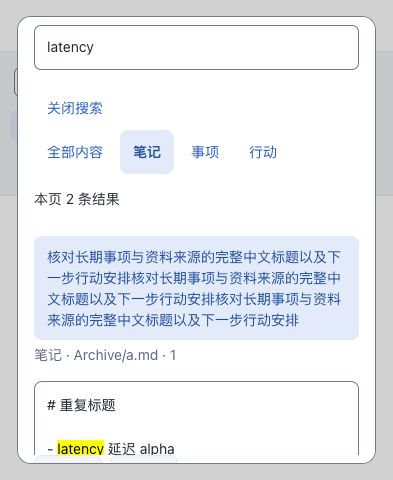 latency
关闭搜索
全部内容 笔记 事项 行动
本页 2 条结果
核对长期事项与资料来源的完整中文标题以及下
一步行动安排核对长期事项与资料来源的完整中
文标题以及下一步行动安排核对长期事项与资料
来源的完整中文标题以及下一步行动安排
笔记 · Archive/a.md · 1
# 重复标题
- latency 延迟 alpha